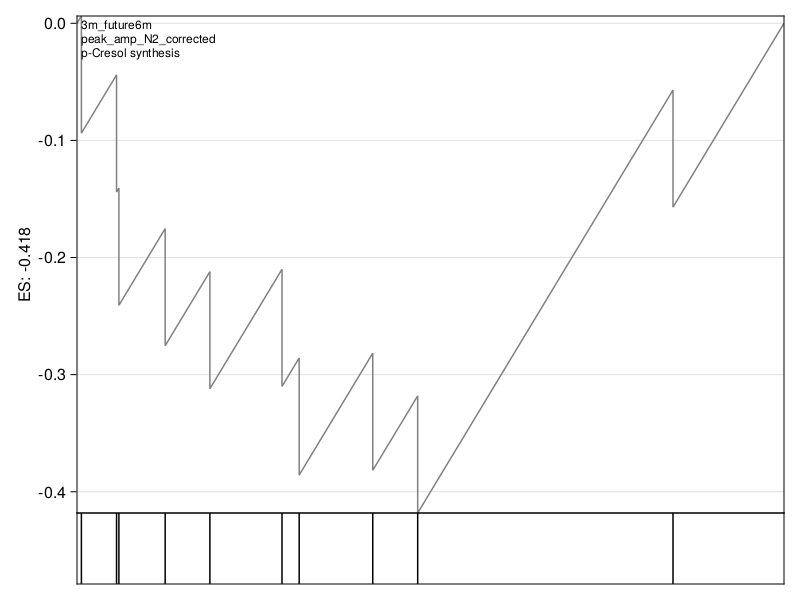 3m_future6m
peak_amp_N2_corrected
p-Cresol synthesis
0.0
-0.1
-0.2
-0.3
-0.4
ES: -0.418